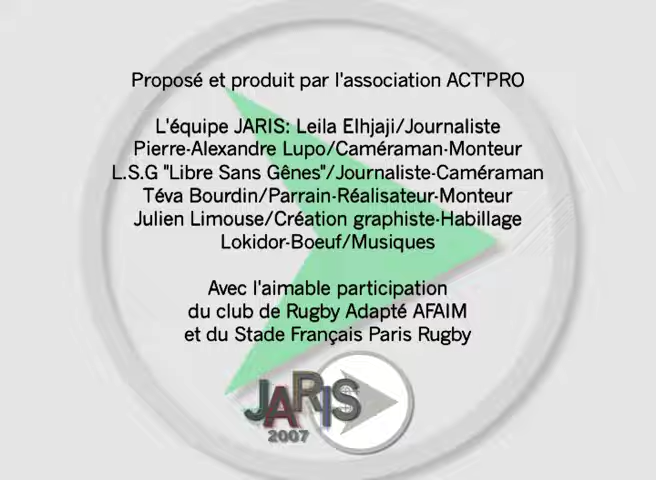 Proposé et produit par l'association ACT'PRO
L'équipe JARIS: Leila Elhjaji/Journaliste
Pierre-Alexandre Lupo/Caméraman-Monteur
L.S.G "Libre Sans Gênes"/Journaliste-Caméraman
Téva Bourdin/Parrain-Réalisateur-Monteur
Julien Limouse/Création graphiste-Habillage
Lokidor-Boeuf/Musiques
Avec l'aimable participation
du club de Rugby Adapté AFAIM
et du Stade Français Paris Rugby
JARIS
2007